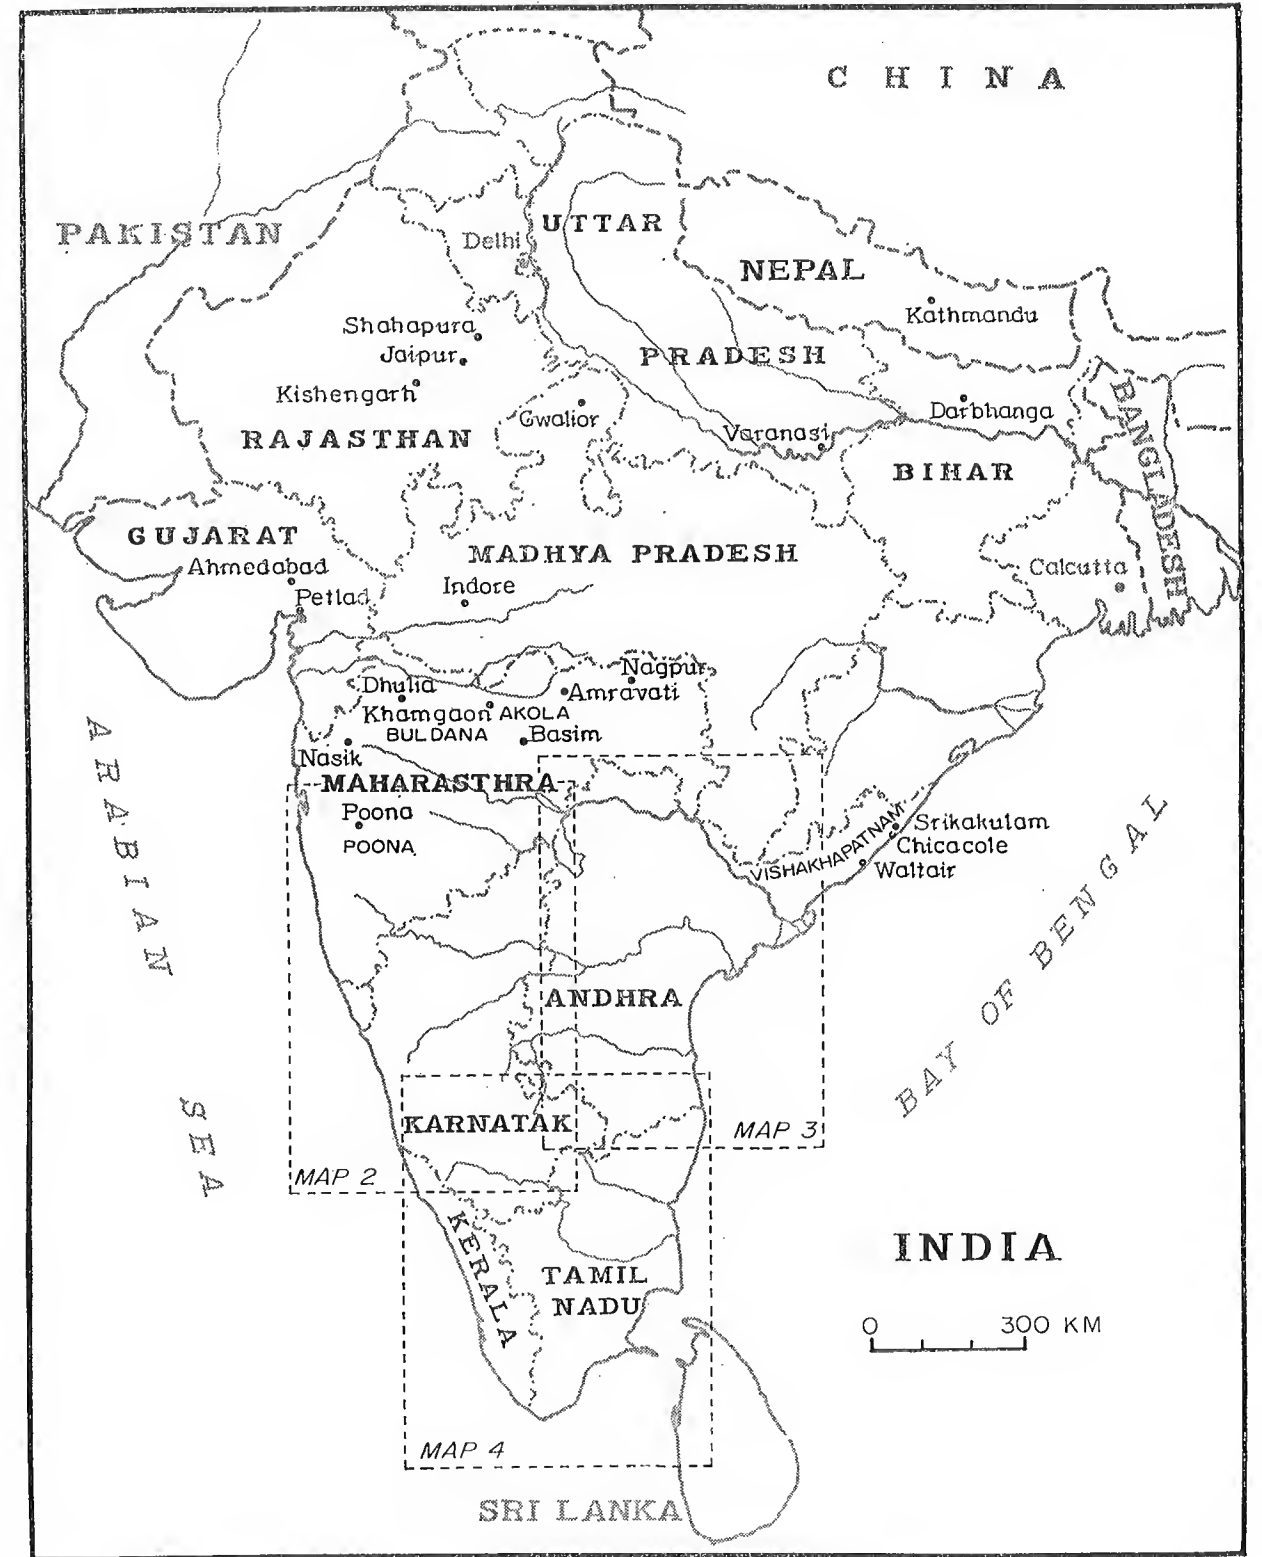 CHINA
PAKISTAN
UTTAR
Delhi
NEPAL
Kathmandu
Shahapura
Jaipur
PRADESH
Kishengarh
Gwalior
Darbhanga
BANGLADESH
RAJASTHAN
Varanasi
BIHAR
GUJARAT
MADHYA PRADESH
Ahmedabad
Calcutta
Petlad
Indore
Nagpur
Dhulia
Amravati
Khamgaon AKOLA
BULDANA
Basim
Nasik
MAHARASTHRA
Poona
POONA
VISHAKHAPATNAM
Srikakulam
Chicacole
Waltair
ARABIAN SEA
BAY OF BENGAL
ANDHRA
KARNATAK
MAP 3
MAP 2
KERALA
TAMIL
NADU
INDIA
0 300 KM
MAP 4
SRI LANKA